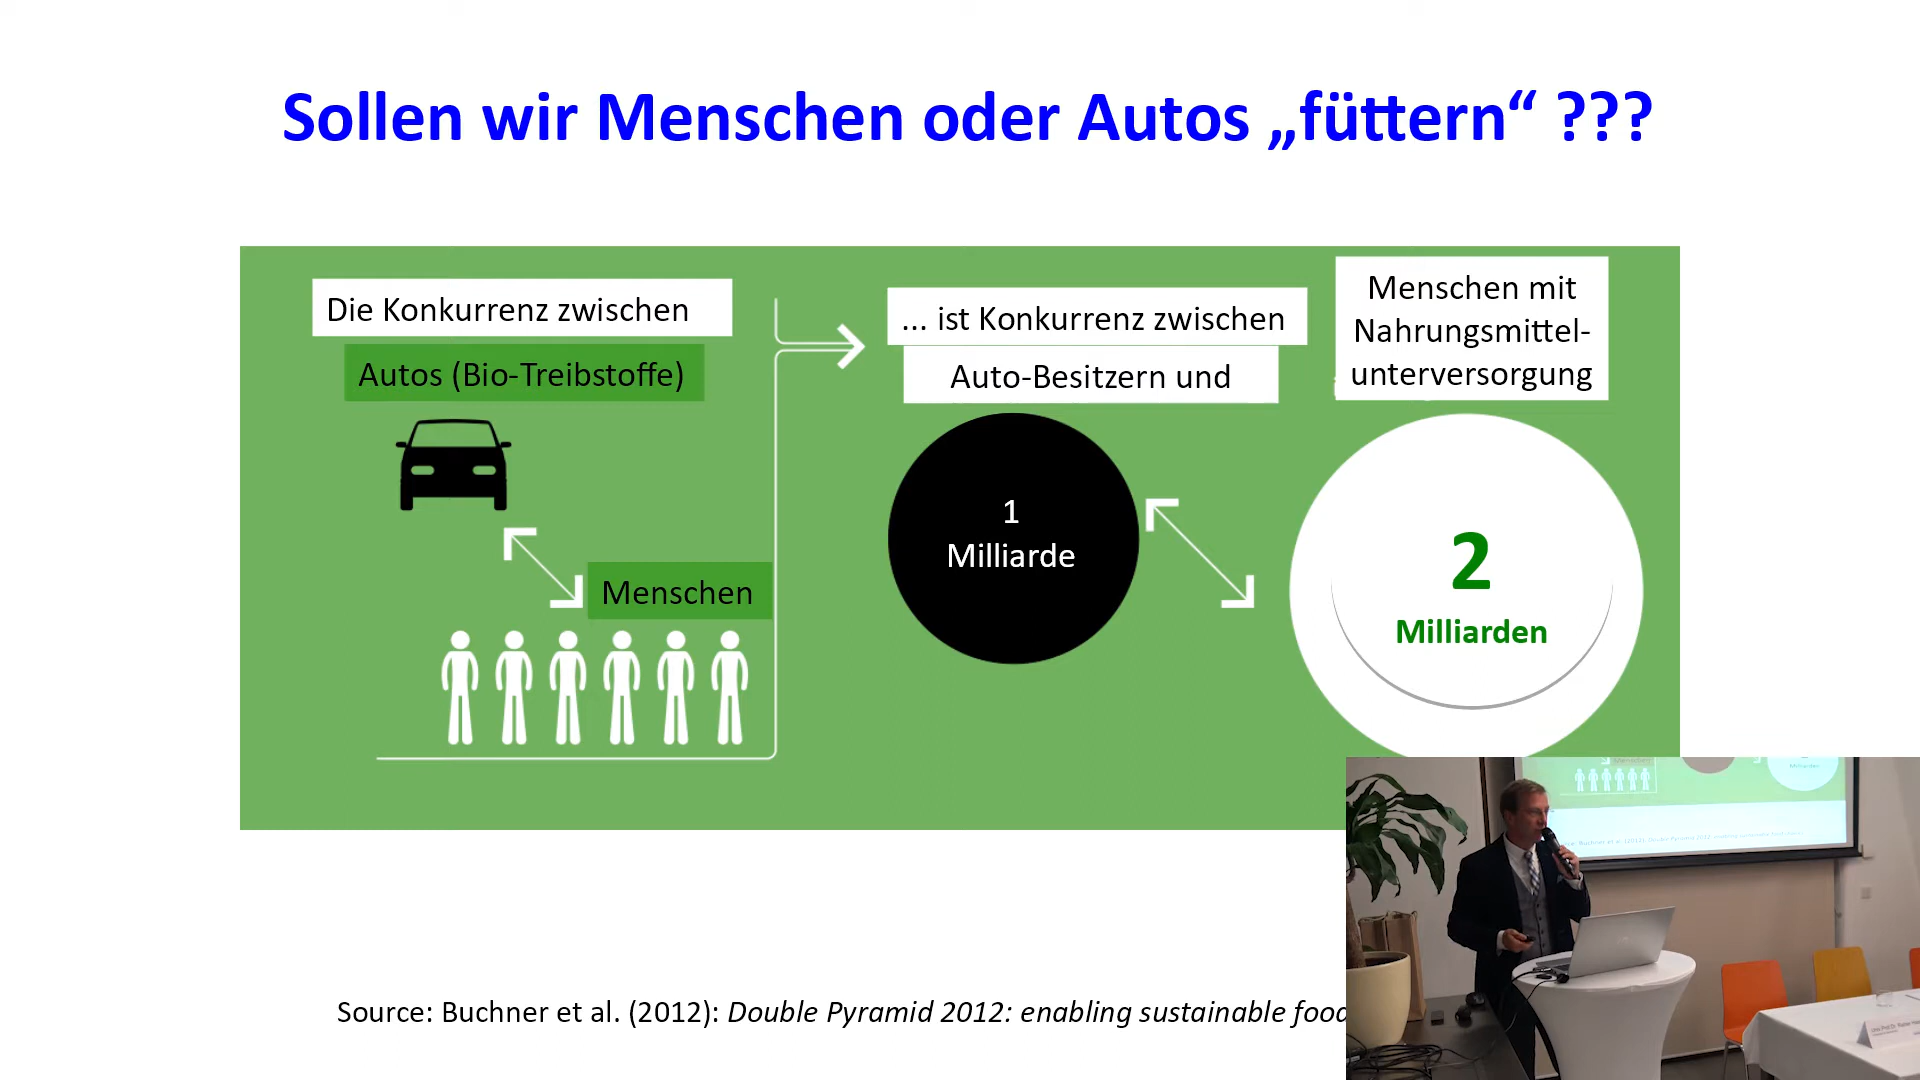 Sollen wir Menschen oder Autos „füttern“ ???
Die Konkurrenz zwischen
Autos (Bio-Treibstoffe)
Menschen
... ist Konkurrenz zwischen
Auto-Besitzern und
1
Milliarde
Menschen mit
Nahrungsmittel-
unterversorgung
2
Milliarden
Source: Buchner et al. (2012): Double Pyramid 2012: enabling sustainable food